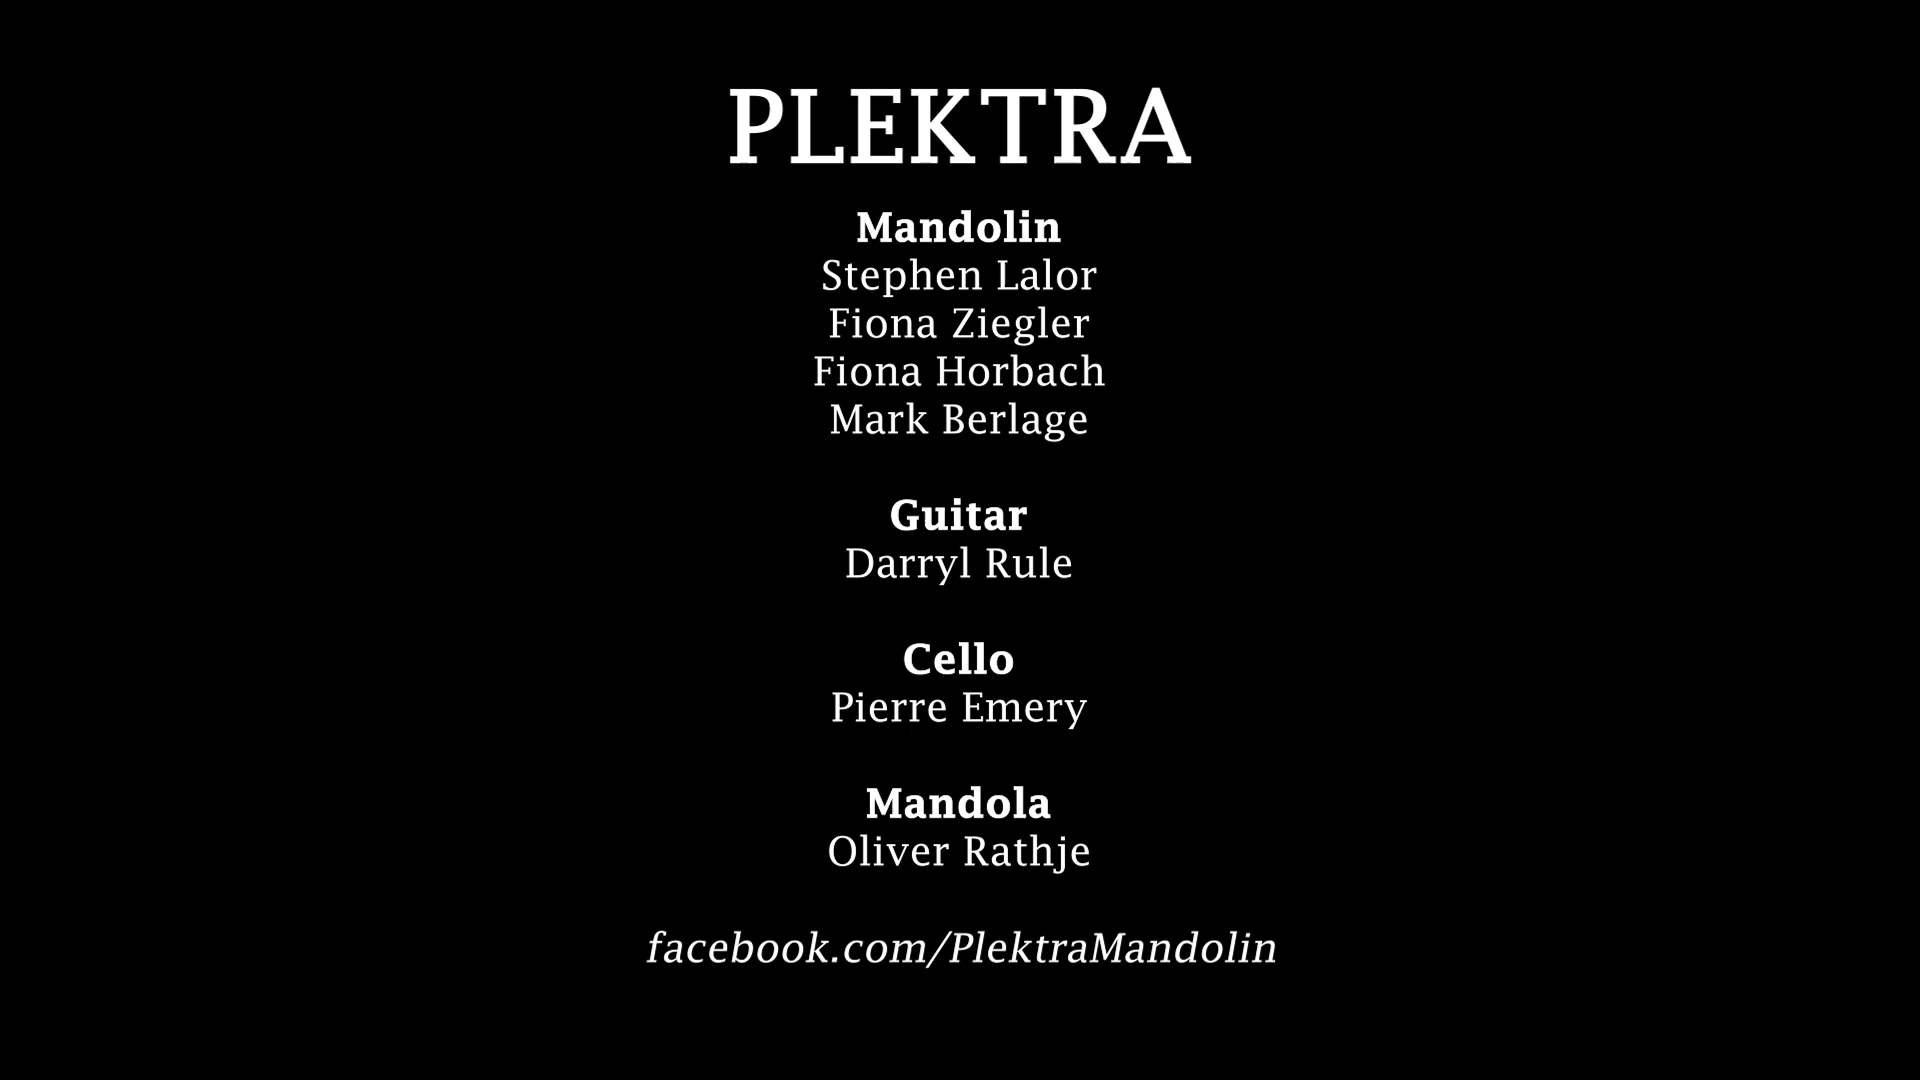 PLEKTRA
Mandolin
Stephen Lalor
Fiona Ziegler
Fiona Horbach
Mark Berlage
Guitar
Darryl Rule
Cello
Pierre Emery
Mandola
Oliver Rathje
facebook.com/PlektraMandolin